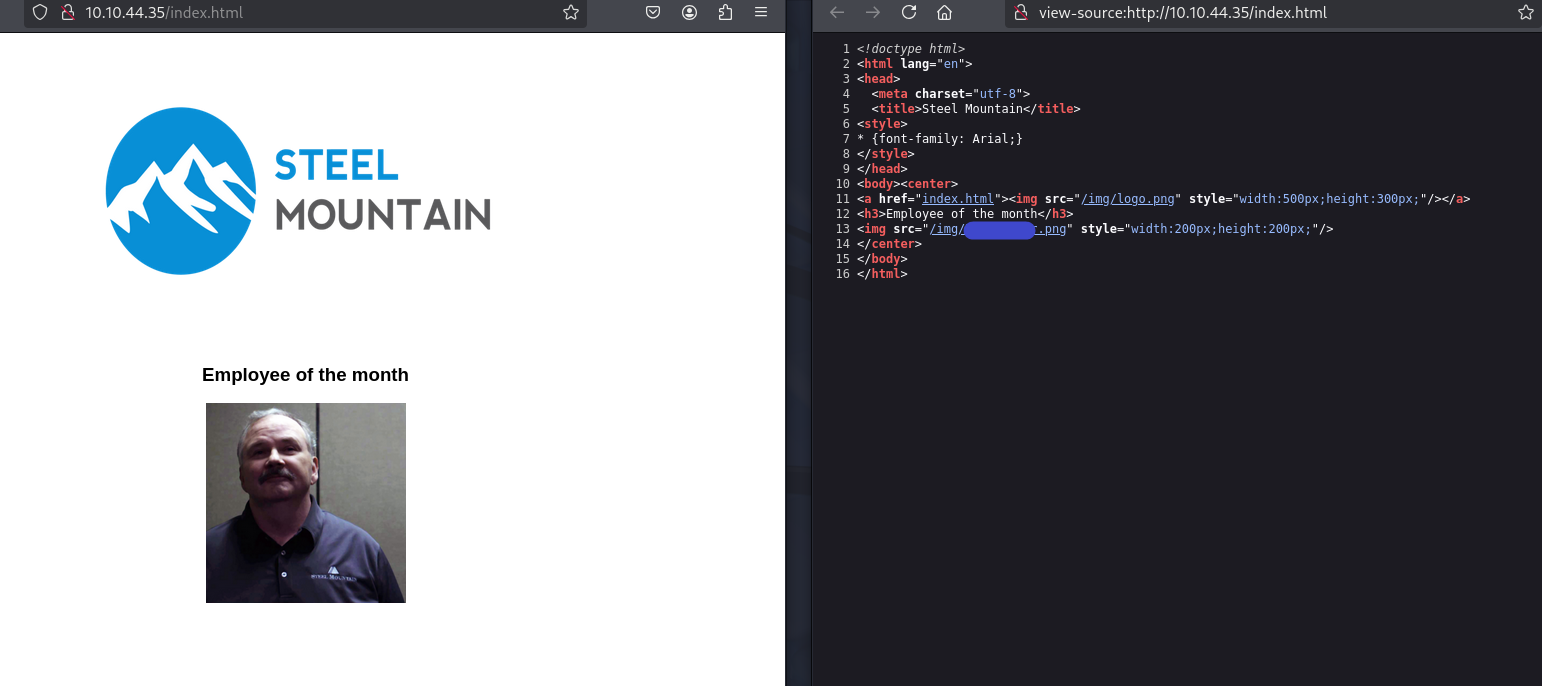 10.10.44.35/index.html
STEEL
MOUNTAIN
Employee of the month
STEEL MOUNTAIN
view-source:http://10.10.44.35/index.html
1 <!doctype html>
2 <html lang="en">
3 <head>
4   <meta charset="utf-8">
5   <title>Steel Mountain</title>
6 <style>
7 * {font-family: Arial;}
8 </style>
9 </head>
10 <body><center>
11 <a href="index.html"><img src="/img/logo.png" style="width:500px;height:300px;"/></a>
12 <h3>Employee of the month</h3>
13 <img src="/img/ r.png" style="width:200px;height:200px;"/>
14 </center>
15 </body>
16 </html>